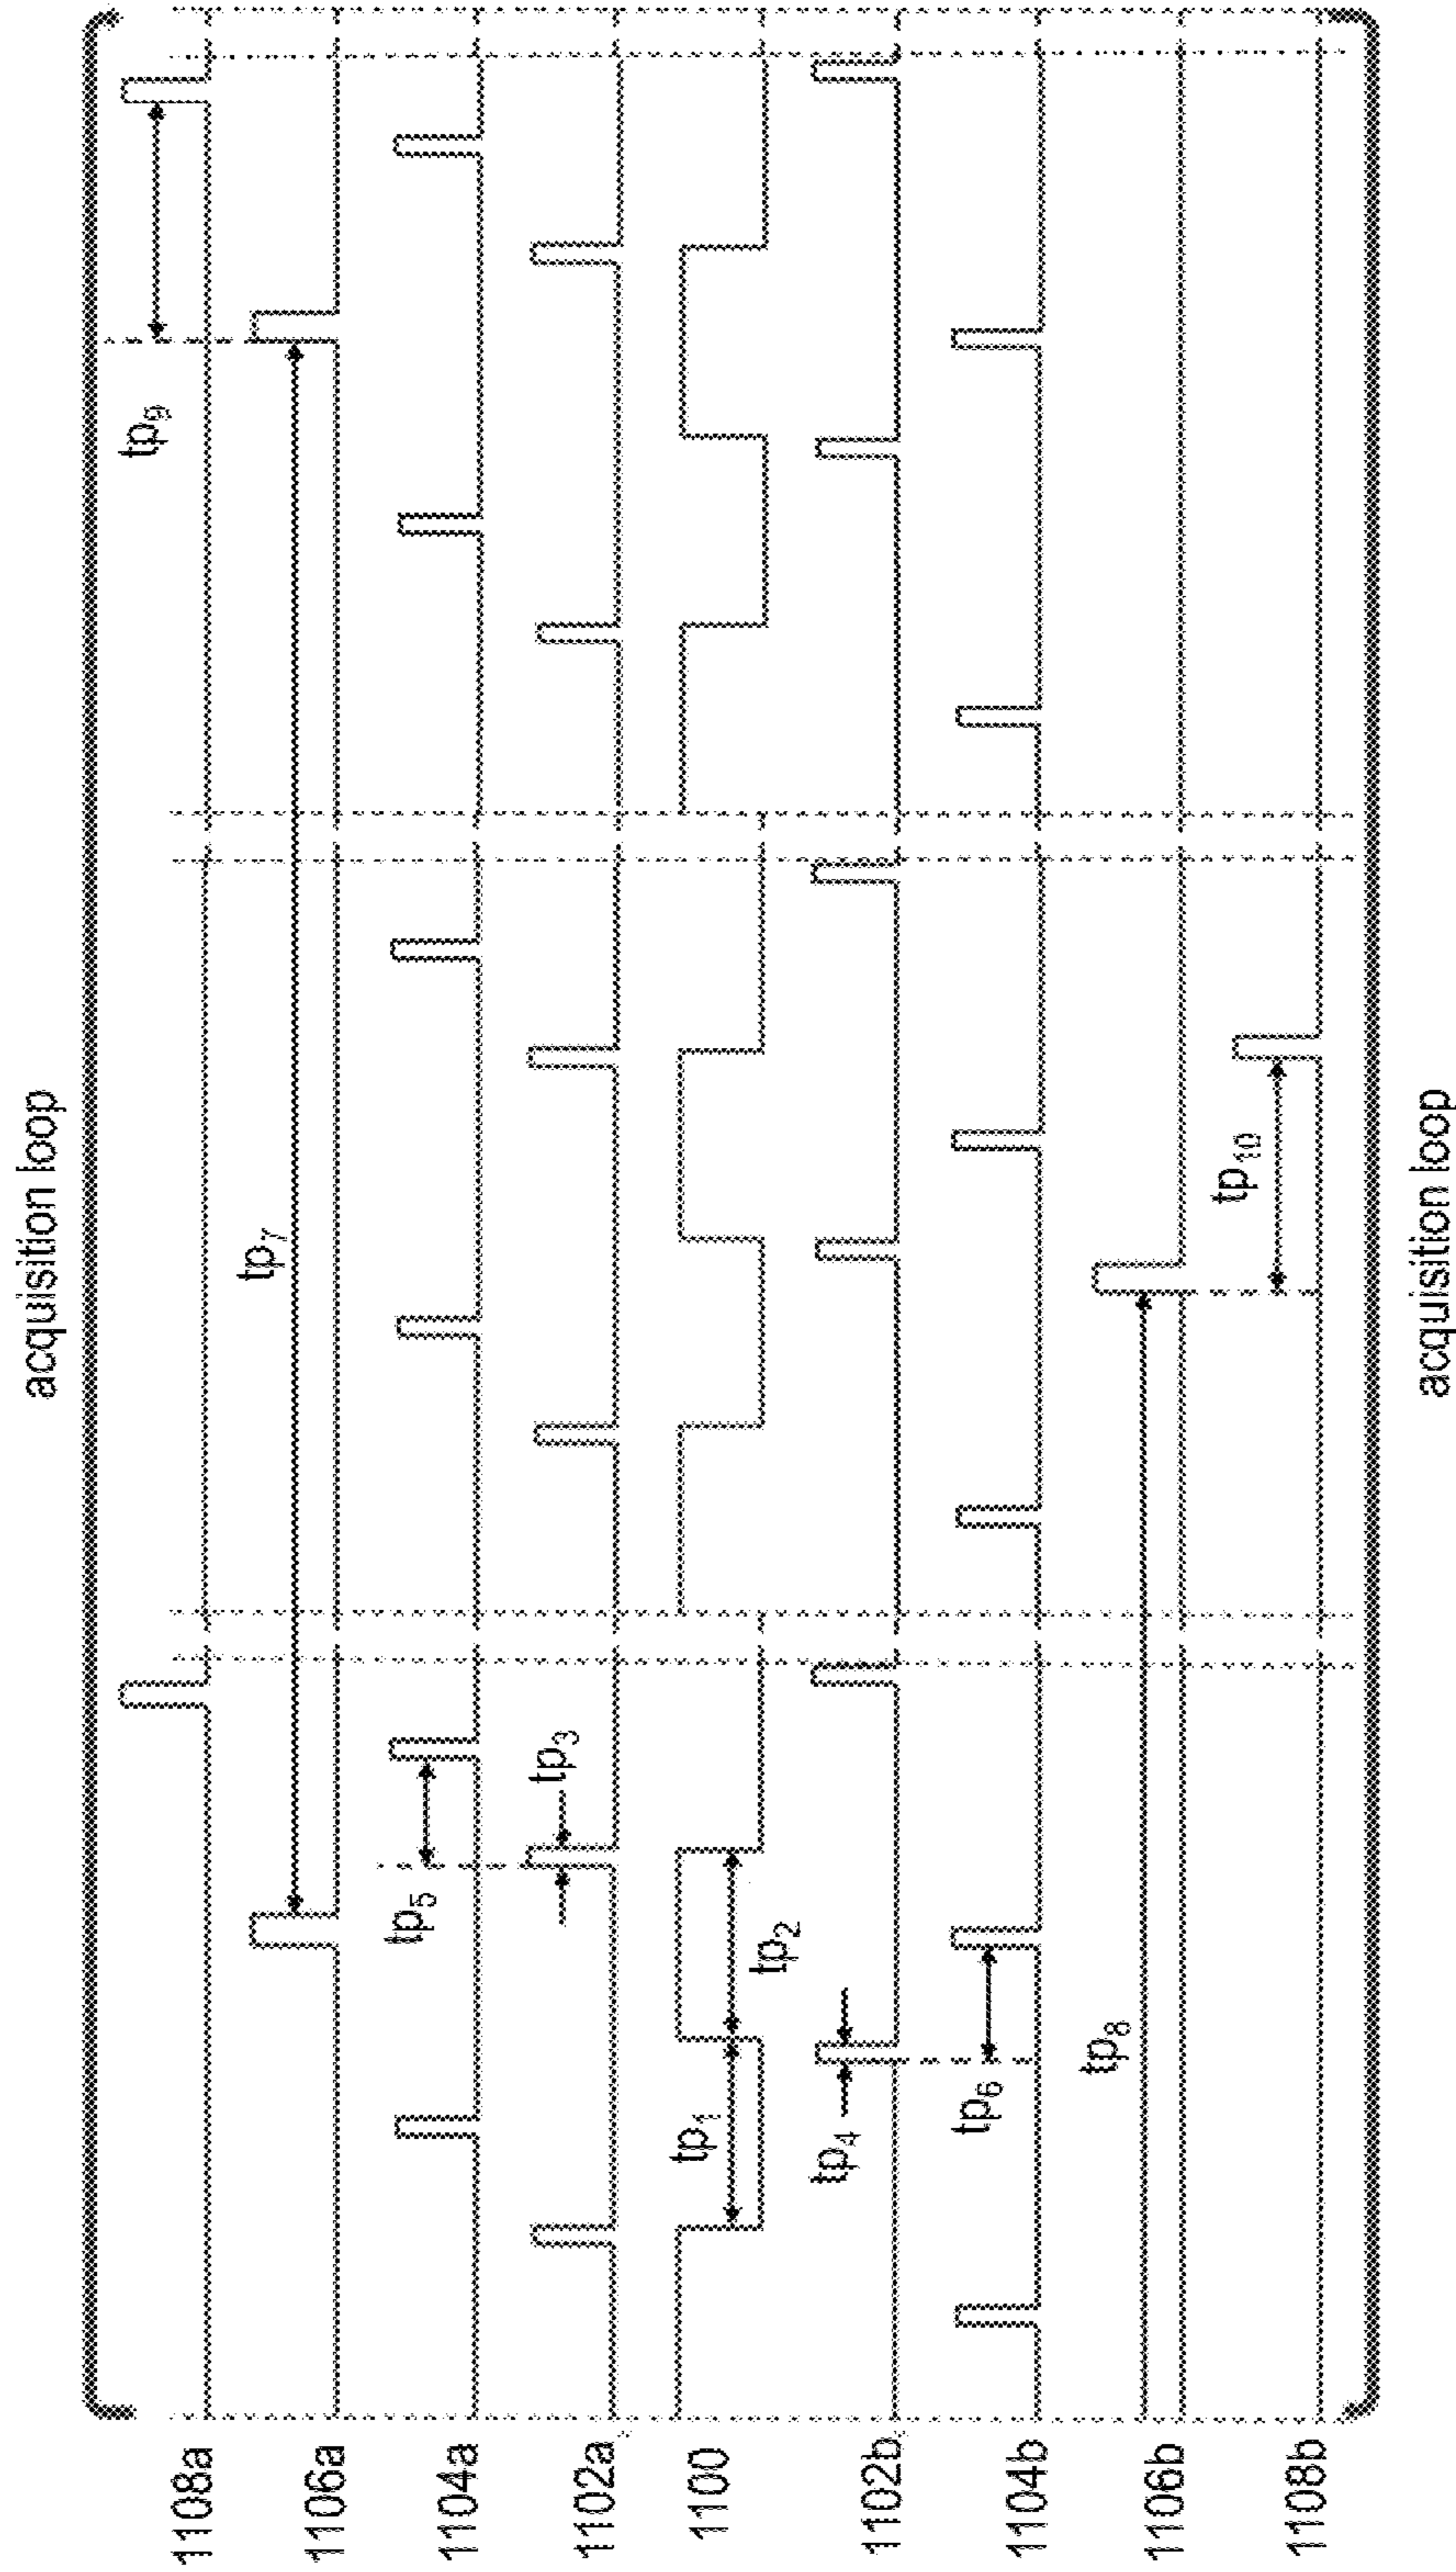 acquisition loop
1108a
tp9
1106a
tp7
1104a
tp5
1102a
tp3
1100
tp1
tp2
1102b
tp4
1104b
tp6
1106b
tp8
1108b
tp10
acquisition loop